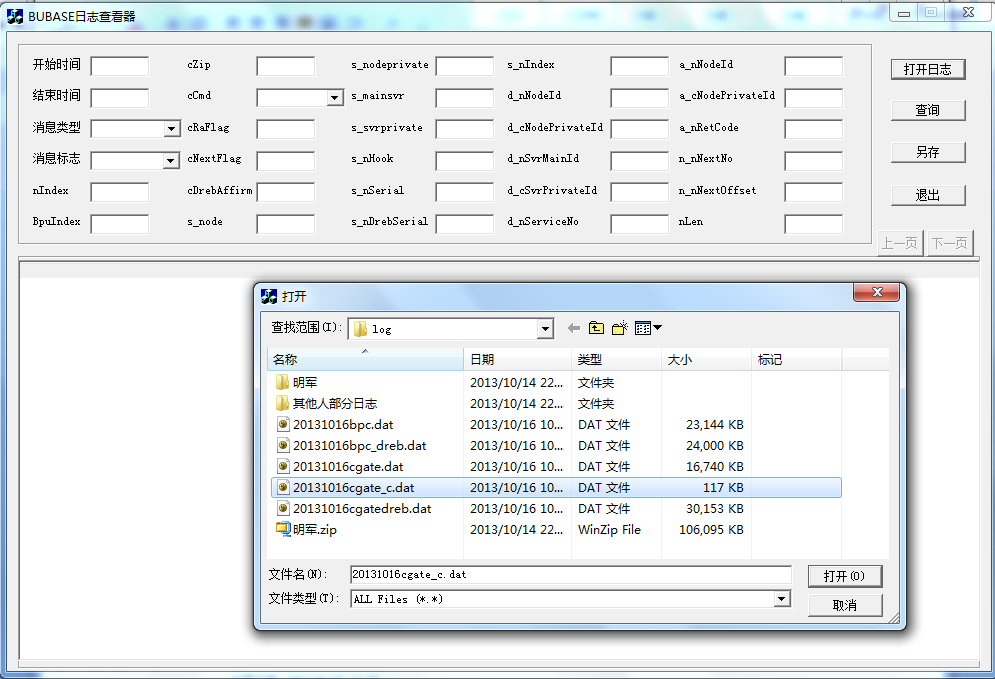 BUBASE日志查看器
开始时间 cZip s_nodeprivate s_nIndex a_nNodeId 打开日志
结束时间 cCmd s_mainsvr d_nNodeId a_cNodePrivateId
消息类型 cRaFlag s_svrprivate d_cNodePrivateId a_nRetCode 查询
消息标志 cNextFlag s_nHook d_nSvrMainId n_nNextNo 另存
nIndex cDrebAffirm s_nSerial d_cSvrPrivateId n_nNextOffset 退出
BpuIndex s_node s_nDrebSerial d_nServiceNo nLen
上一页 下一页
打开
查找范围(I): log
名称 日期 类型 大小 标记
明军 2013/10/14 22... 文件夹
其他人部分日志 2013/10/14 22... 文件夹
20131016bpc.dat 2013/10/16 10... DAT 文件 23,144 KB
20131016bpc_dreb.dat 2013/10/16 10... DAT 文件 24,000 KB
20131016cgate.dat 2013/10/16 10... DAT 文件 16,740 KB
20131016cgate_c.dat 2013/10/16 10... DAT 文件 117 KB
20131016cgatedreb.dat 2013/10/16 10... DAT 文件 30,153 KB
明军.zip 2013/10/14 22... WinZip File 106,095 KB
文件名(N): 20131016cgate_c.dat 打开(O)
文件类型(T): ALL Files (*.*) 取消